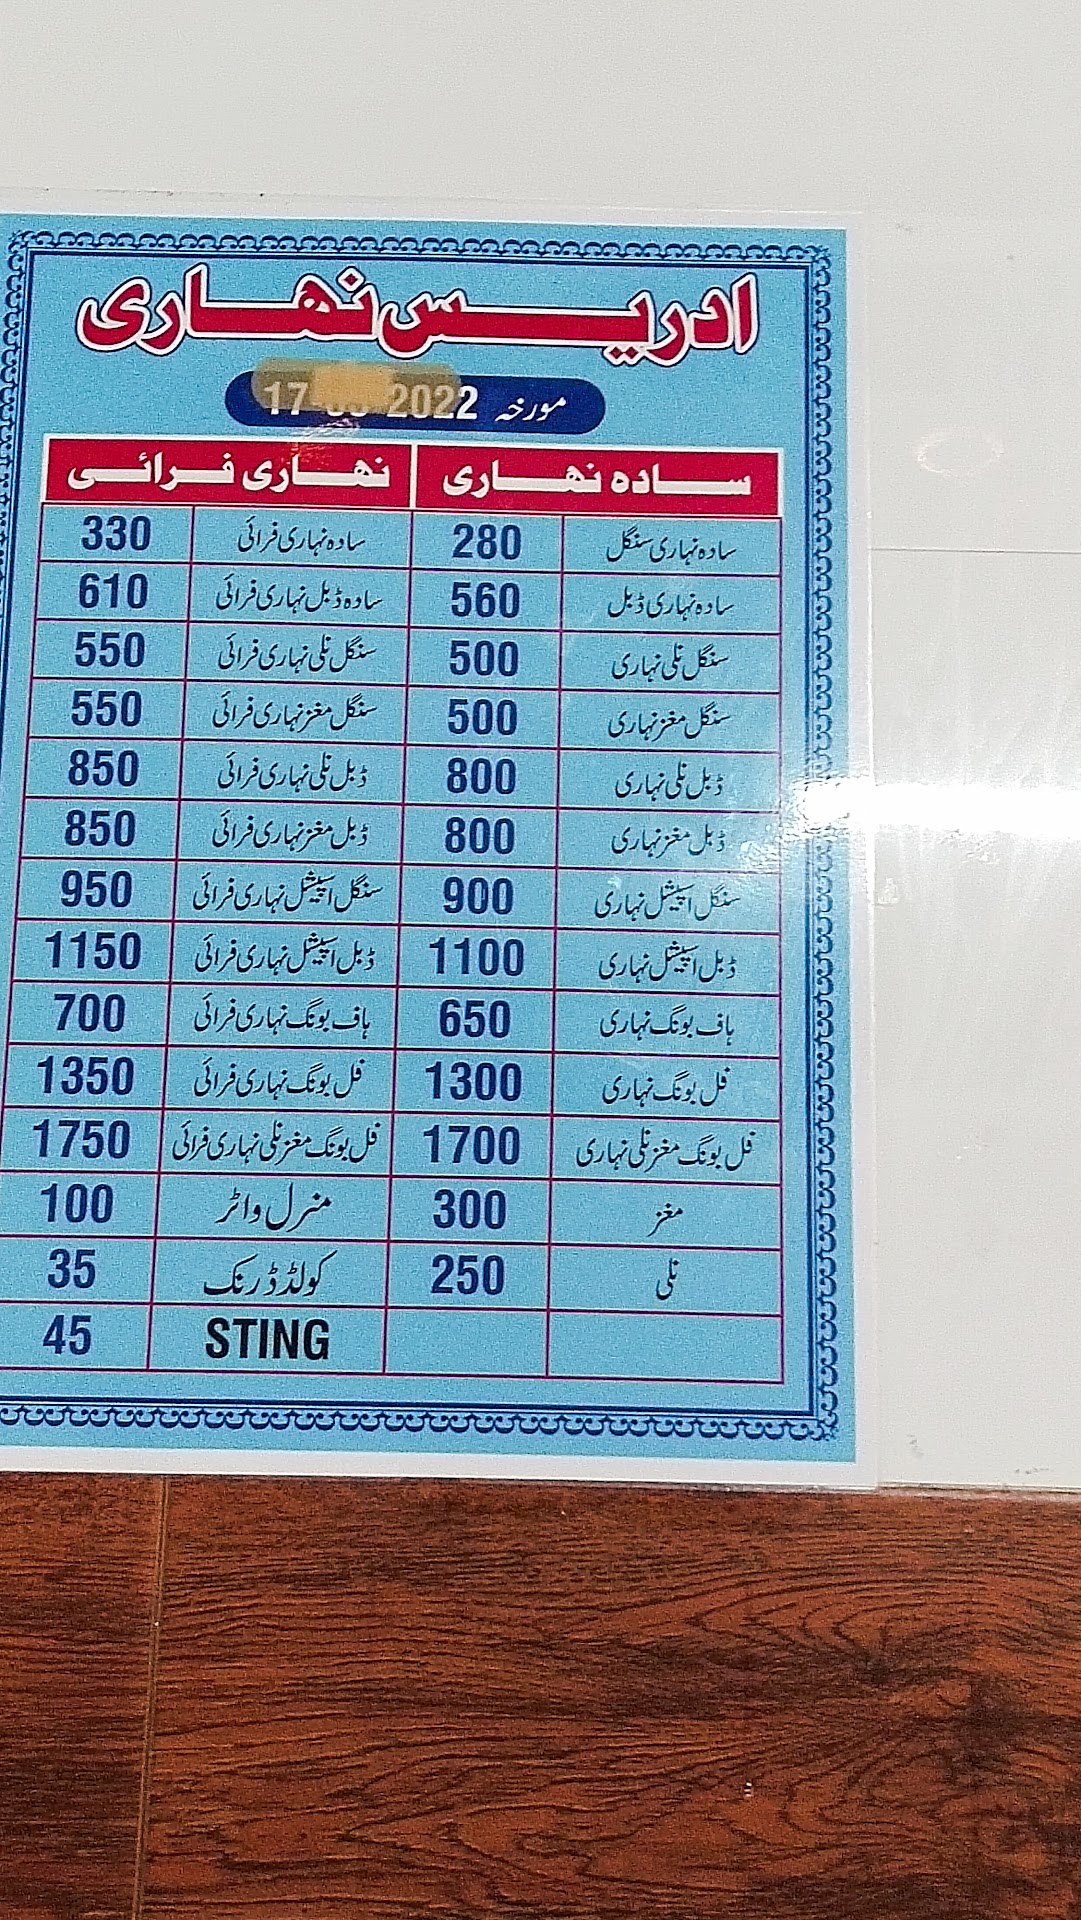 ادریس نھاری
مورخہ 17 2022
سادہ نھاری نھاری فرائی
سادہ نہاری سنگل 280 سادہ نہاری فرائی 330
سادہ نہاری ڈبل 560 سادہ ڈبل نہاری فرائی 610
سنگل نلی نہاری 500 سنگل نلی نہاری فرائی 550
سنگل مغز نہاری 500 سنگل مغز نہاری فرائی 550
ڈبل نلی نہاری 800 ڈبل نلی نہاری فرائی 850
ڈبل مغز نہاری 800 ڈبل مغز نہاری فرائی 850
سنگل اسپیشل نہاری 900 سنگل اسپیشل نہاری فرائی 950
ڈبل اسپیشل نہاری 1100 ڈبل اسپیشل نہاری فرائی 1150
ہاف بونگ نہاری 650 ہاف بونگ نہاری فرائی 700
فل بونگ نہاری 1300 فل بونگ نہاری فرائی 1350
فل بونگ مغز نلی نہاری 1700 فل بونگ مغز نلی نہاری فرائی 1750
مغز 300 منرل واٹر 100
نلی 250 کولڈ ڈرنک 35
STING 45